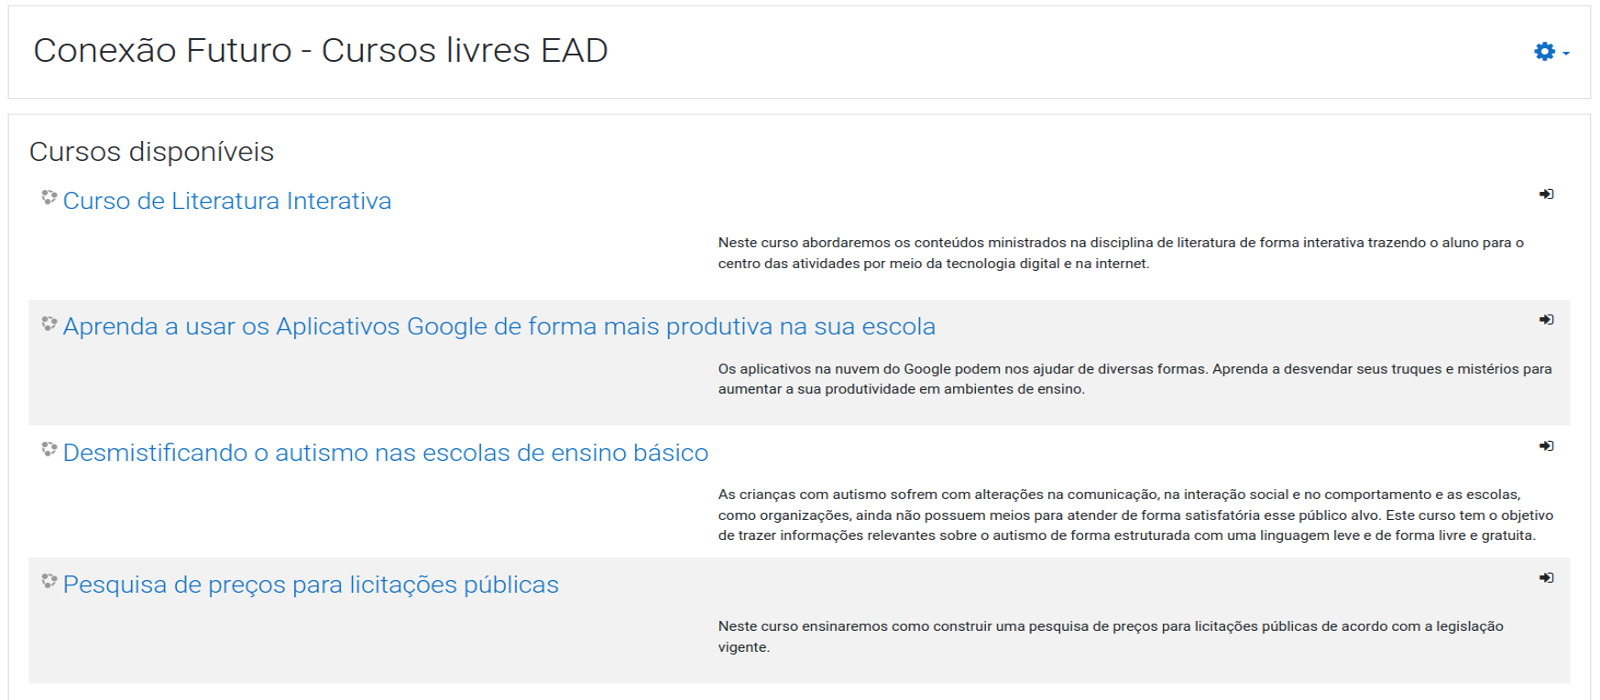 Conexão Futuro - Cursos livres EAD
Cursos disponíveis
Curso de Literatura Interativa
Neste curso abordaremos os conteúdos ministrados na disciplina de literatura de forma interativa trazendo o aluno para o
centro das atividades por meio da tecnologia digital e na internet.
Aprenda a usar os Aplicativos Google de forma mais produtiva na sua escola
Os aplicativos na nuvem do Google podem nos ajudar de diversas formas. Aprenda a desvendar seus truques e mistérios para
aumentar a sua produtividade em ambientes de ensino.
Desmistificando o autismo nas escolas de ensino básico
As crianças com autismo sofrem com alterações na comunicação, na interação social e no comportamento e as escolas,
como organizações, ainda não possuem meios para atender de forma satisfatória esse público alvo. Este curso tem o objetivo
de trazer informações relevantes sobre o autismo de forma estruturada com uma linguagem leve e de forma livre e gratuita.
Pesquisa de preços para licitações públicas
Neste curso ensinaremos como construir uma pesquisa de preços para licitações públicas de acordo com a legislação
vigente.